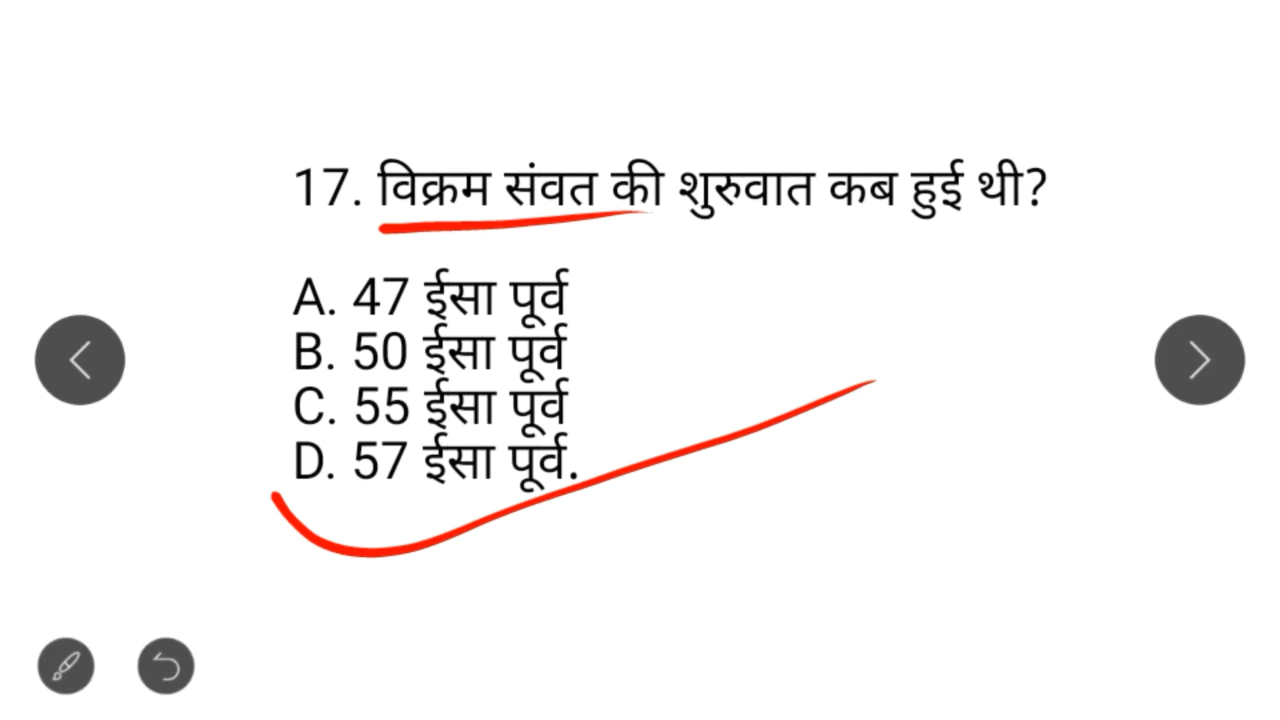 17. विक्रम संवत की शुरुवात कब हुई थी?
A. 47 ईसा पूर्व
B. 50 ईसा पूर्व
C. 55 ईसा पूर्व
D. 57 ईसा पूर्व.